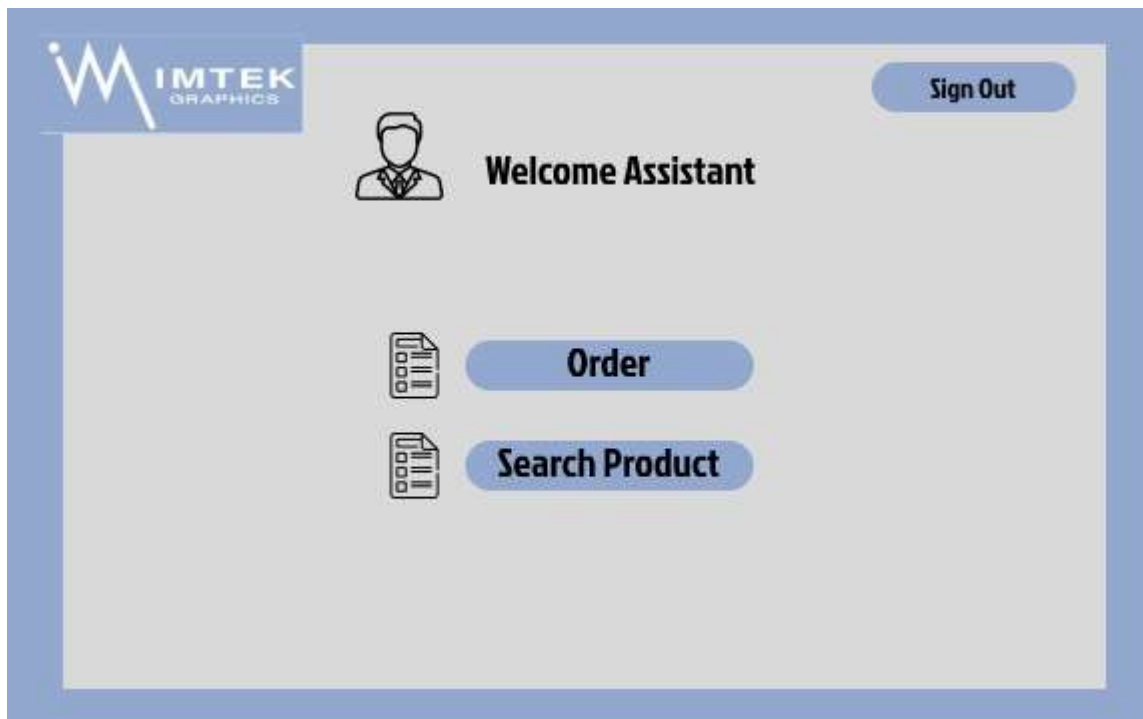 IMTEK
GRAPHICS
Sign Out
Welcome Assistant
Order
Search Product